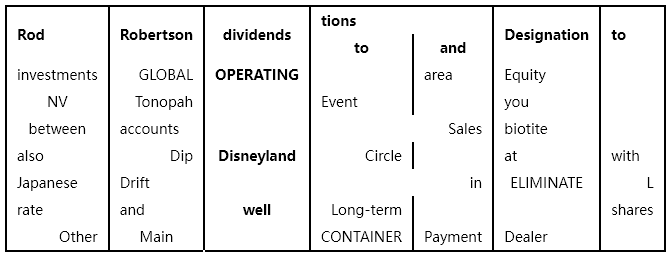 Rod Robertson dividends tions Designation to
to and
investments GLOBAL OPERATING area Equity
NV Tonopah Event you
between accounts Sales biotite
also Dip Disneyland Circle at with
Japanese Drift in ELIMINATE L
rate and well Long-term shares
Other Main CONTAINER Payment Dealer